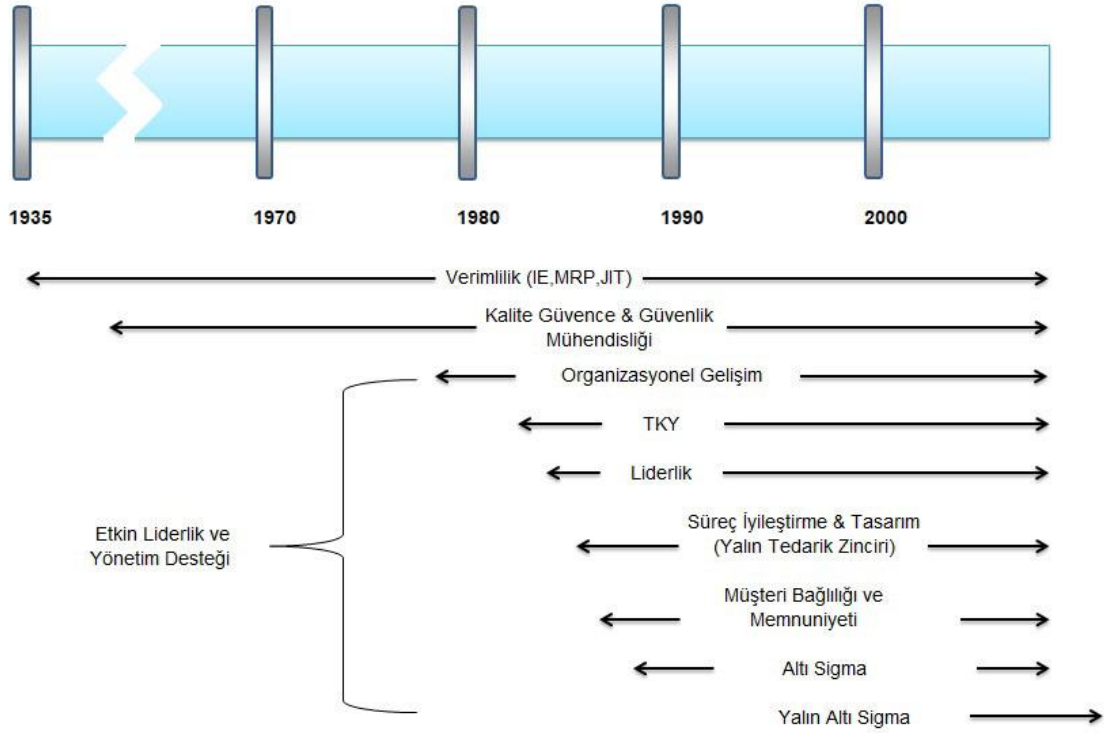 1935
1970
1980
1990
2000
Verimlilik (IE,MRP,JIT)
Kalite Güvence & Güvenlik
Mühendisliği
Organizasyonel Gelişim
TKY
Liderlik
Etkin Liderlik ve
Yönetim Desteği
Süreç İyileştirme & Tasarım
(Yalın Tedarik Zinciri)
Müşteri Bağlılığı ve
Memnuniyeti
Altı Sigma
Yalın Altı Sigma